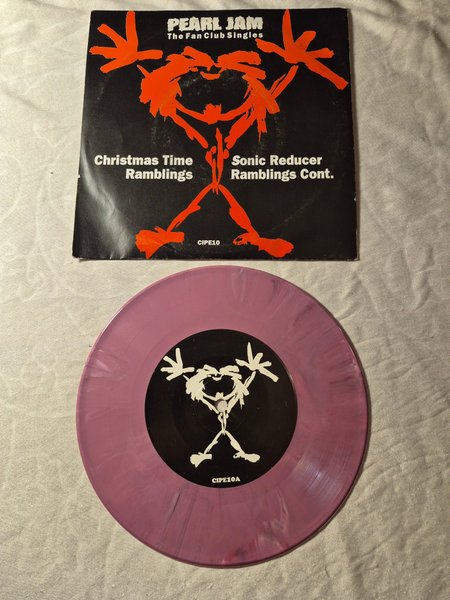 PEARL JAM
The Fan Club Singles
Christmas Time
Ramblings
Sonic Reducer
Ramblings Cont.
CIPE10
CIPE10A